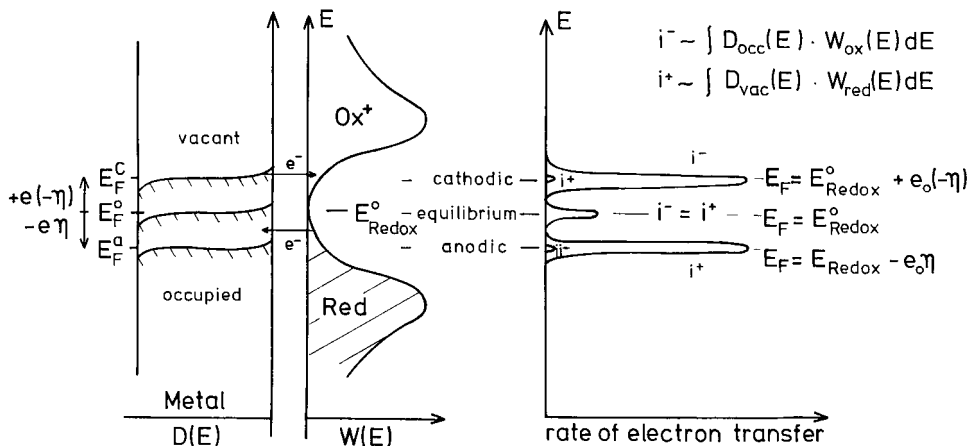 E
E
i⁻ ~ ∫ D_occ(E) · W_ox(E) dE
i⁺ ~ ∫ D_vac(E) · W_red(E) dE
Ox⁺
vacant
e⁻
i⁻
+e(-η)
-eη
E_F^C
E_F^o
E_F^a
cathodic
i⁺
E_F = E°_Redox + e_o(-η)
E°_Redox
equilibrium
i⁻ = i⁺
E_F = E°_Redox
e⁻
anodic
i⁻
i⁺
E_F = E_Redox - e_oη
occupied
Red
Metal
D(E)
W(E)
rate of electron transfer